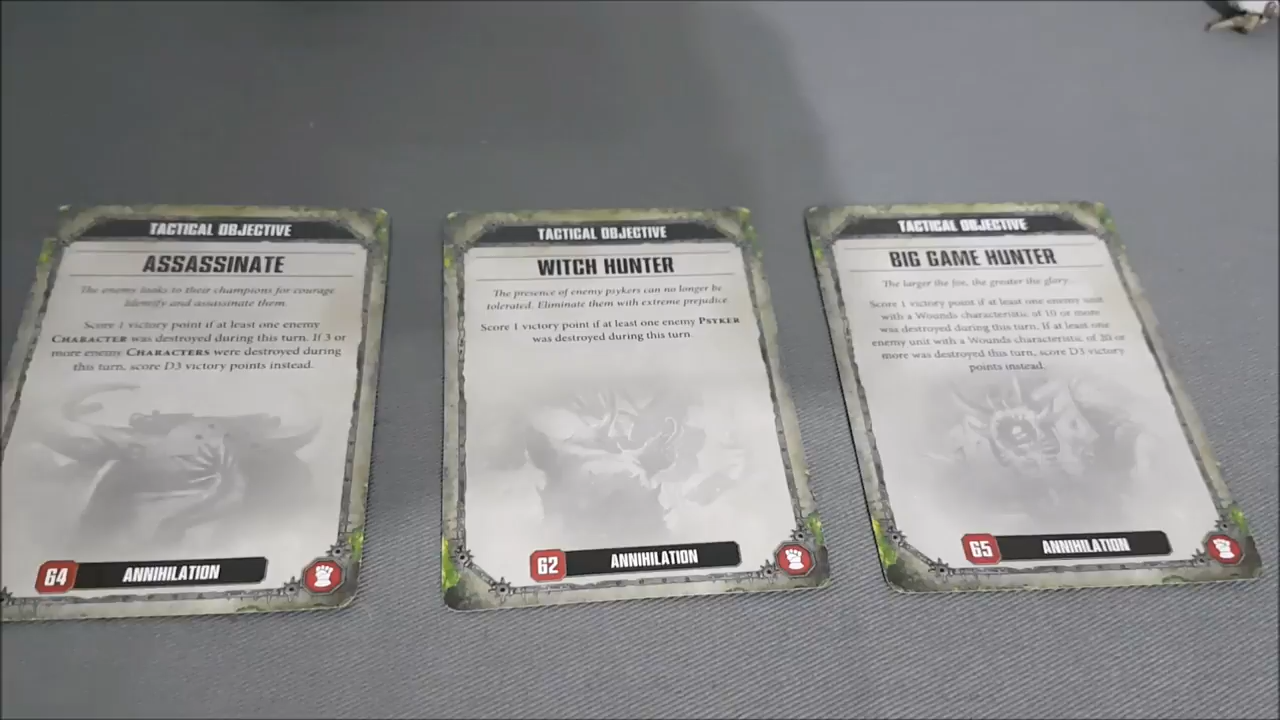 TACTICAL OBJECTIVE
ASSASSINATE
The enemy looks to their champions for courage.
Identify and assassinate them.
Score 1 victory point if at least one enemy
CHARACTER was destroyed during this turn. If 3 or
more enemy CHARACTERS were destroyed during
this turn, score D3 victory points instead.
64
ANNIHILATION
TACTICAL OBJECTIVE
WITCH HUNTER
The presence of enemy psykers can no longer be
tolerated. Eliminate them with extreme prejudice.
Score 1 victory point if at least one enemy PSYKER
was destroyed during this turn.
62
ANNIHILATION
TACTICAL OBJECTIVE
BIG GAME HUNTER
The larger the foe, the greater the glory...
Score 1 victory point if at least one enemy unit
with a Wounds characteristic of 10 or more
was destroyed during this turn. If at least one
enemy unit with a Wounds characteristic of 20 or
more was destroyed this turn, score D3 victory
points instead.
65
ANNIHILATION